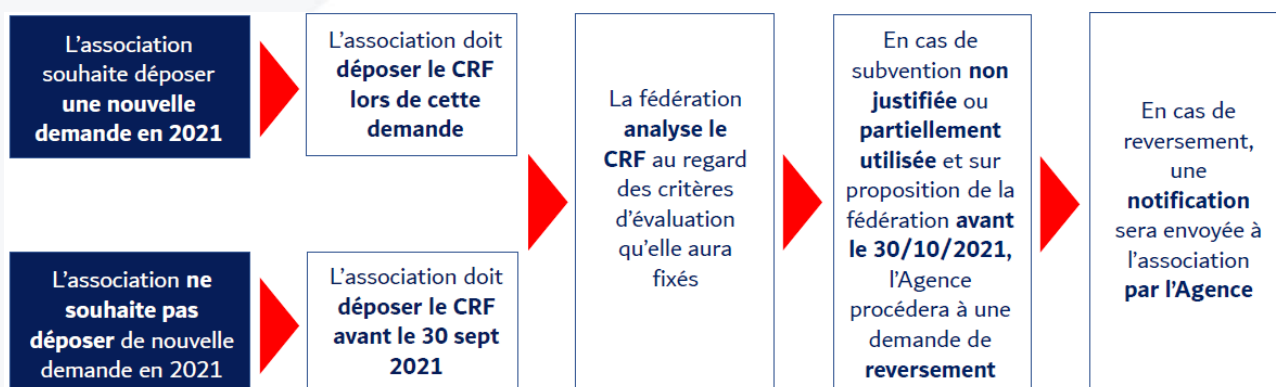 L’association
souhaite déposer
une nouvelle
demande en 2021
L’association doit
déposer le CRF
lors de cette
demande
L’association ne
souhaite pas
déposer de nouvelle
demande en 2021
L’association doit
déposer le CRF
avant le 30 sept
2021
La fédération
analyse le
CRF au regard
des critères
d’évaluation
qu’elle aura
fixés
En cas de
subvention non
justifiée ou
partiellement
utilisée et sur
proposition de la
fédération avant
le 30/10/2021,
l’Agence
procédera à une
demande de
reversement
En cas de
reversement,
une
notification
sera envoyée à
l’association
par l’Agence